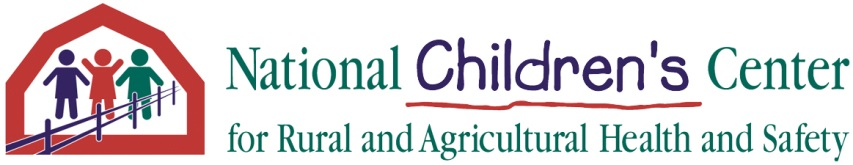 National Children's Center
for Rural and Agricultural Health and Safety